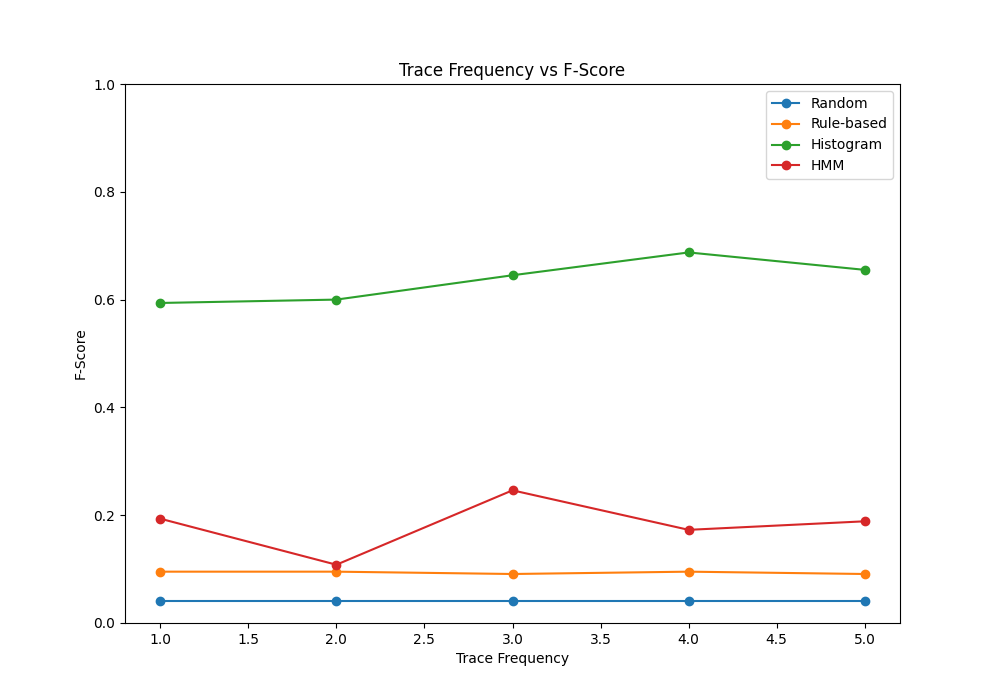 Trace Frequency vs F-Score
1.0
0.8
0.6
0.4
0.2
0.0
F-Score
Random
Rule-based
Histogram
HMM
1.0 1.5 2.0 2.5 3.0 3.5 4.0 4.5 5.0
Trace Frequency